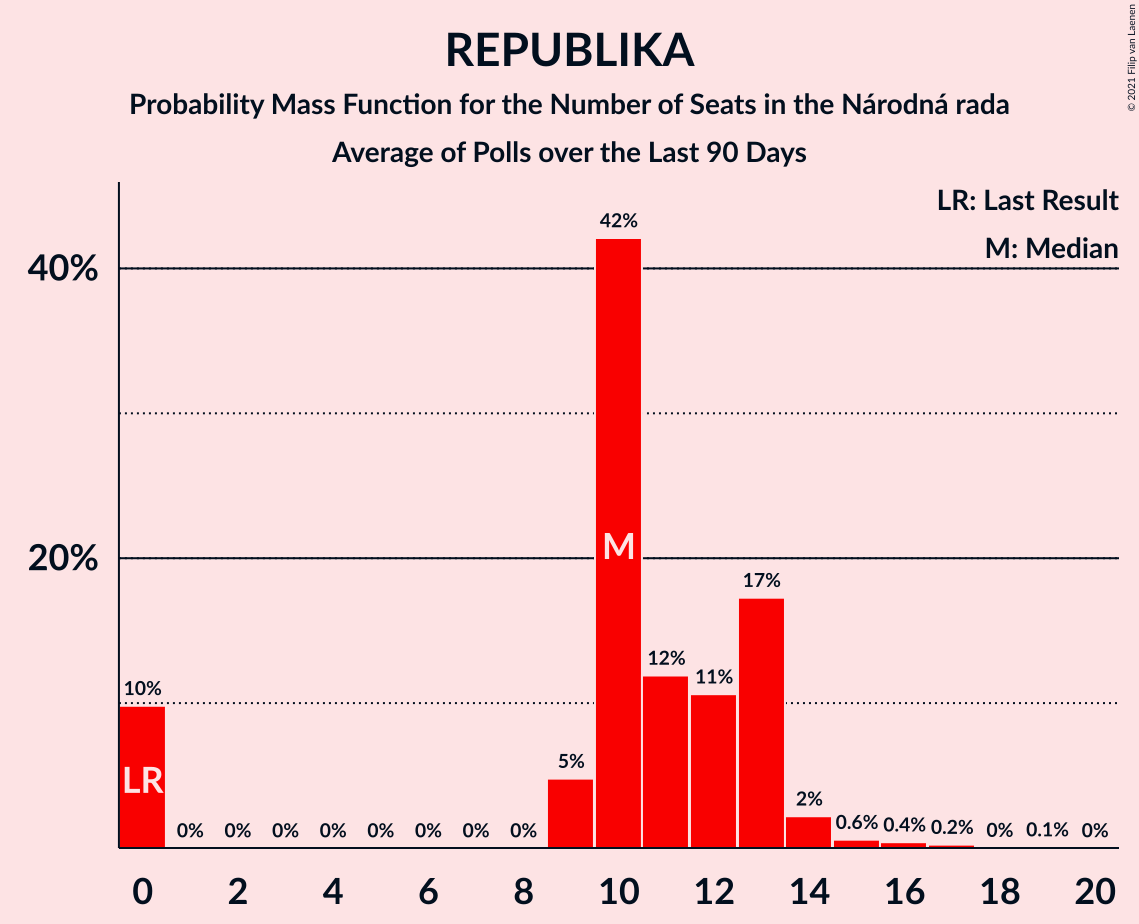 © 2021 Filip van Laenen
REPUBLIKA
Probability Mass Function for the Number of Seats in the Národná rada
Average of Polls over the Last 90 Days
LR: Last Result
M: Median
40%
20%
42%
M
17%
12%
11%
10%
LR
5%
2%
0% 0% 0% 0% 0% 0% 0% 0% 0.6% 0.4% 0.2% 0% 0.1% 0%
0 2 4 6 8 10 12 14 16 18 20